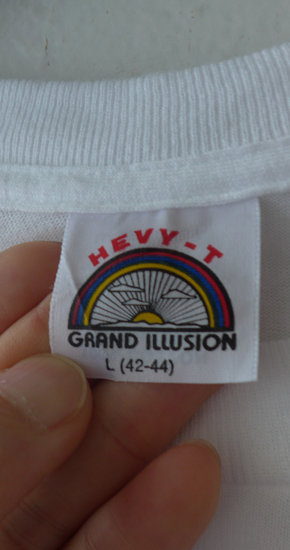 HEVY-T
GRAND ILLUSION
L (42-44)